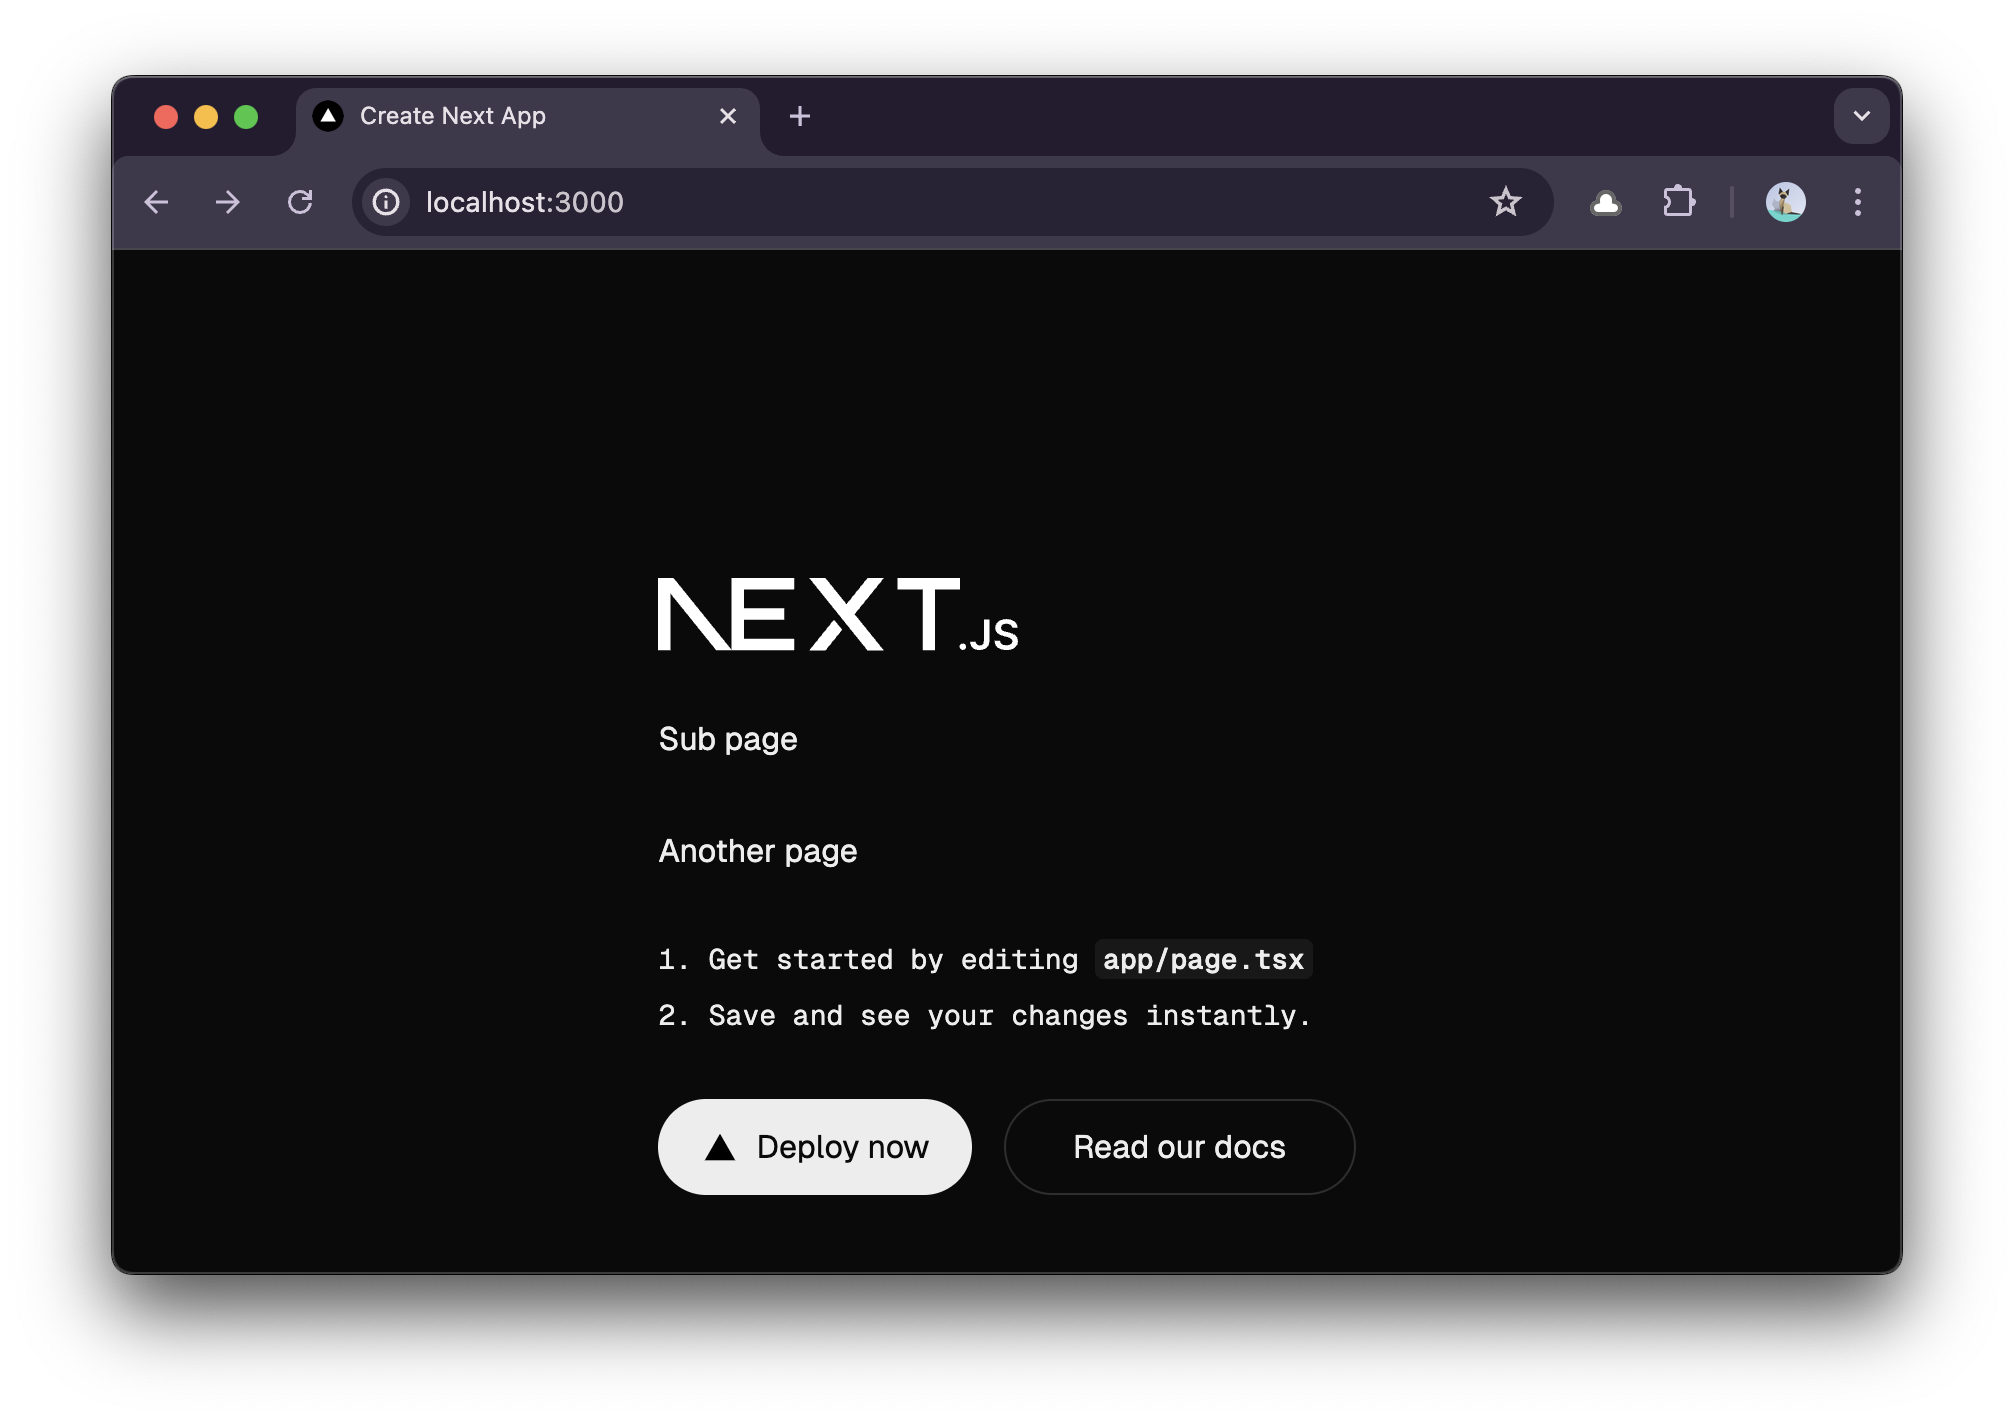 Create Next App
localhost:3000
NEXT.JS
Sub page
Another page
1. Get started by editing app/page.tsx
2. Save and see your changes instantly.
Deploy now
Read our docs